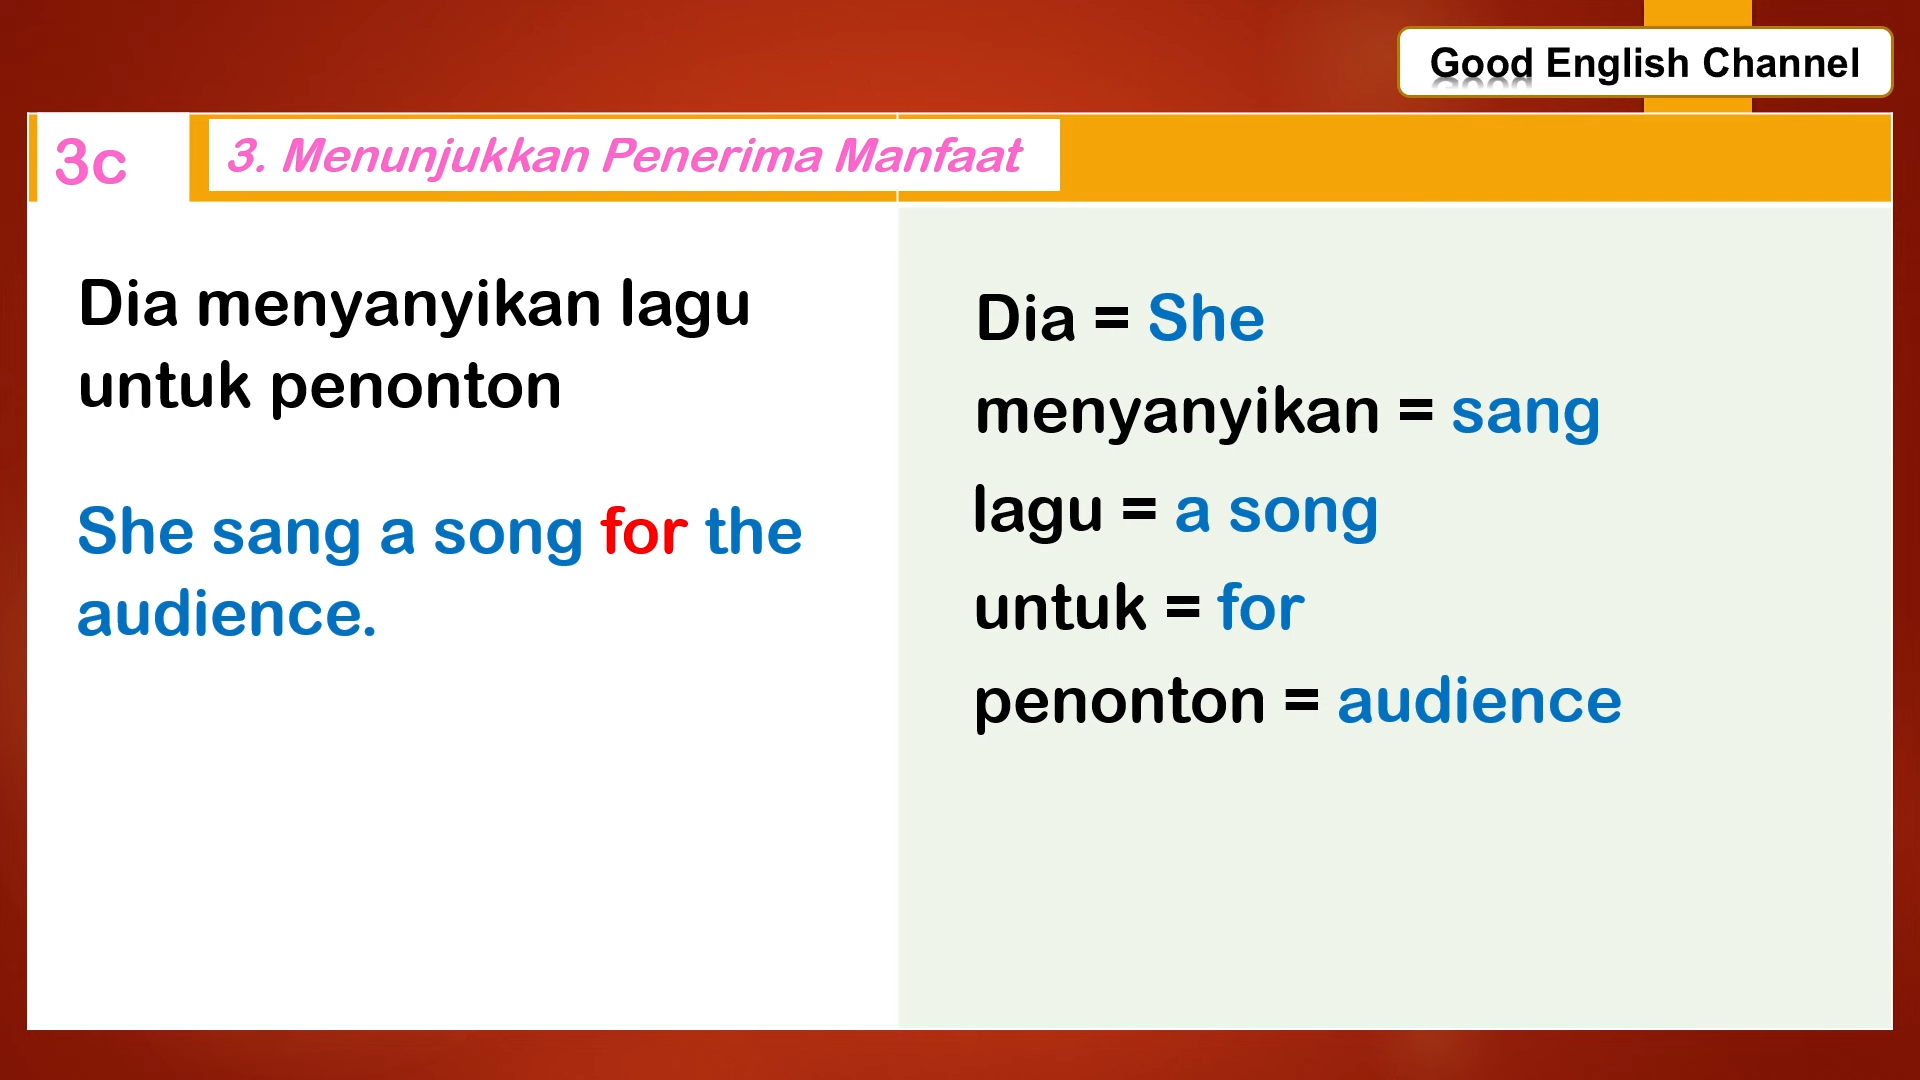 Good English Channel
3c
3. Menunjukkan Penerima Manfaat
Dia menyanyikan lagu
untuk penonton
She sang a song for the
audience.
Dia = She
menyanyikan = sang
lagu = a song
untuk = for
penonton = audience